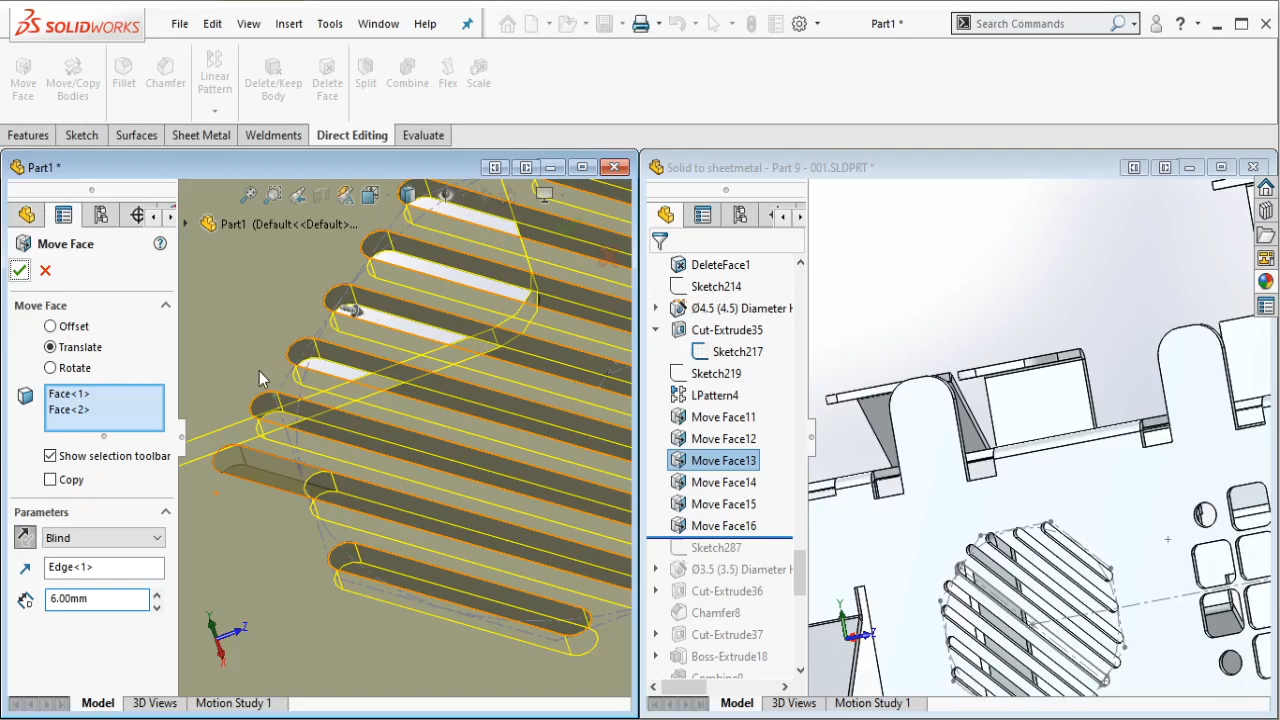 SOLIDWORKS File Edit View Insert Tools Window Help Part1 * Search Commands ?
Move Face Move/Copy Bodies Fillet Chamfer Linear Pattern Delete/Keep Body Delete Face Split Combine Flex Scale
Features Sketch Surfaces Sheet Metal Weldments Direct Editing Evaluate
Part1 *
Part1 (Default<<Default>...
Move Face ?
Move Face
Offset
Translate
Rotate
Face<1>
Face<2>
Show selection toolbar
Copy
Parameters
Blind
Edge<1>
6.00mm
Y
Z
X
Model 3D Views Motion Study 1
Solid to sheetmetal - Part 9 - 001.SLDPRT *
DeleteFace1
Sketch214
Ø4.5 (4.5) Diameter H
Cut-Extrude35
Sketch217
Sketch219
LPattern4
Move Face11
Move Face12
Move Face13
Move Face14
Move Face15
Move Face16
Sketch287
Ø3.5 (3.5) Diameter H
Cut-Extrude36
Chamfer8
Cut-Extrude37
Boss-Extrude18
Y
Z
Model 3D Views Motion Study 1